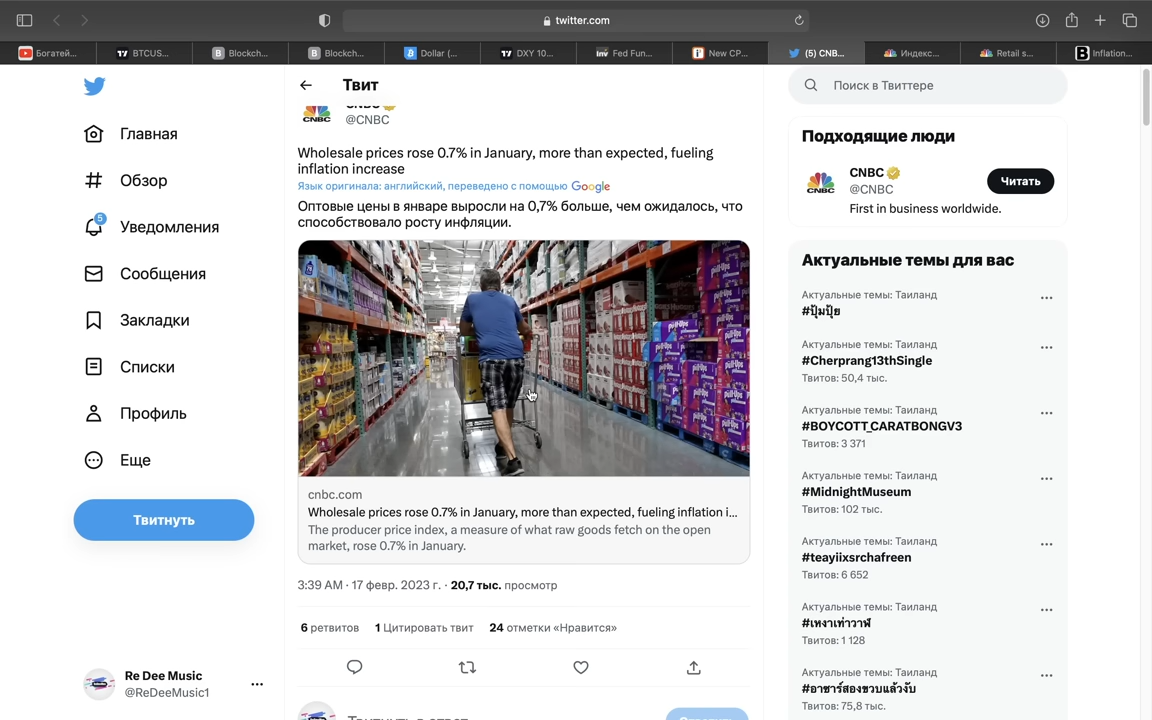 twitter.com
Богатей...
BTCUS...
Blockch...
Blockch...
Dollar (...
DXY 10...
Fed Fun...
New CP...
(5) CNB...
Индекс...
Retail s...
Inflation...
Главная
Обзор
5
Уведомления
Сообщения
Закладки
Списки
Профиль
Еще
Твитнуть
Re Dee Music
@ReDeeMusic1
Твит
CNBC
@CNBC
Wholesale prices rose 0.7% in January, more than expected, fueling
inflation increase
Язык оригинала: английский, переведено с помощью Google
Оптовые цены в январе выросли на 0,7% больше, чем ожидалось, что
способствовало росту инфляции.
cnbc.com
Wholesale prices rose 0.7% in January, more than expected, fueling inflation i...
The producer price index, a measure of what raw goods fetch on the open
market, rose 0.7% in January.
3:39 AM · 17 февр. 2023 г. · 20,7 тыс. просмотр
6 ретвитов 1 Цитировать твит 24 отметки «Нравится»
Твитнуть в ответ
Ответить
Поиск в Твиттере
Подходящие люди
CNBC
@CNBC
Читать
First in business worldwide.
Актуальные темы для вас
Актуальные темы: Таиланд
#ปุ๋มปุ้ย
Актуальные темы: Таиланд
#Cherprang13thSingle
Твитов: 50,4 тыс.
Актуальные темы: Таиланд
#BOYCOTT_CARATBONGV3
Твитов: 3 371
Актуальные темы: Таиланд
#MidnightMuseum
Твитов: 102 тыс.
Актуальные темы: Таиланд
#teayiixsrchafreen
Твитов: 6 652
Актуальные темы: Таиланд
#เหงาเท่าวาฬ
Твитов: 1 128
Актуальные темы: Таиланд
#อาชาร์สองขวบแล้วงับ
Твитов: 75,8 тыс.